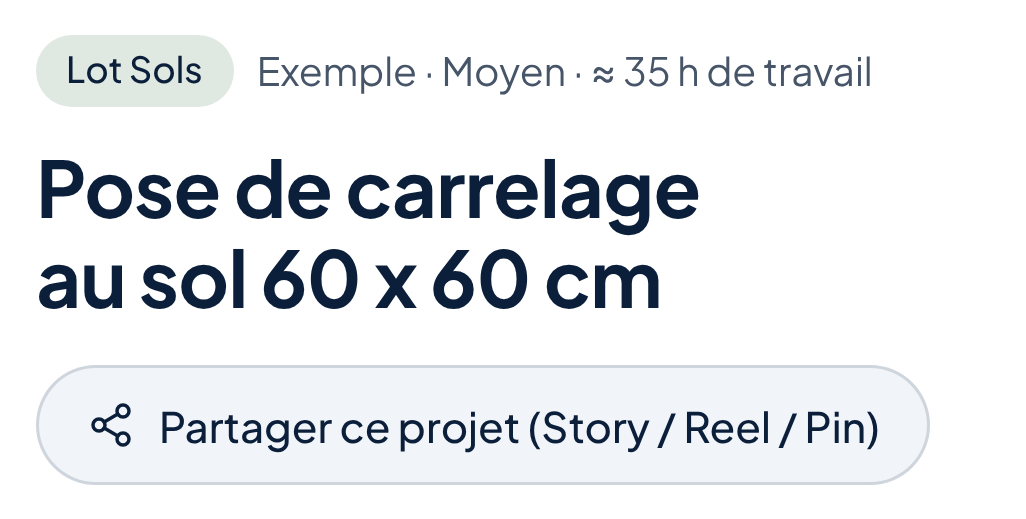 Lot Sols
Exemple · Moyen · ≈ 35 h de travail
Pose de carrelage
au sol 60 x 60 cm
Partager ce projet (Story / Reel / Pin)